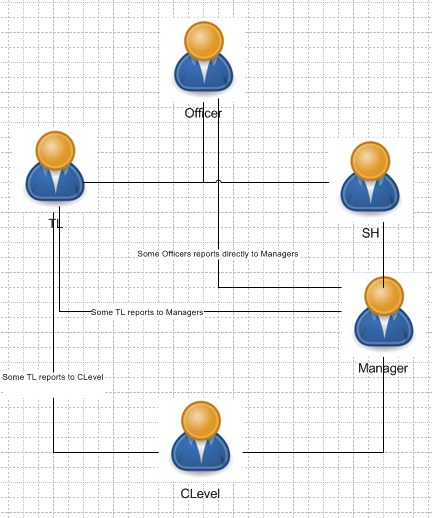 Officer
TL
SH
Some Officers reports directly to Managers
Some TL reports to Managers
Manager
Some TL reports to CLevel
CLevel